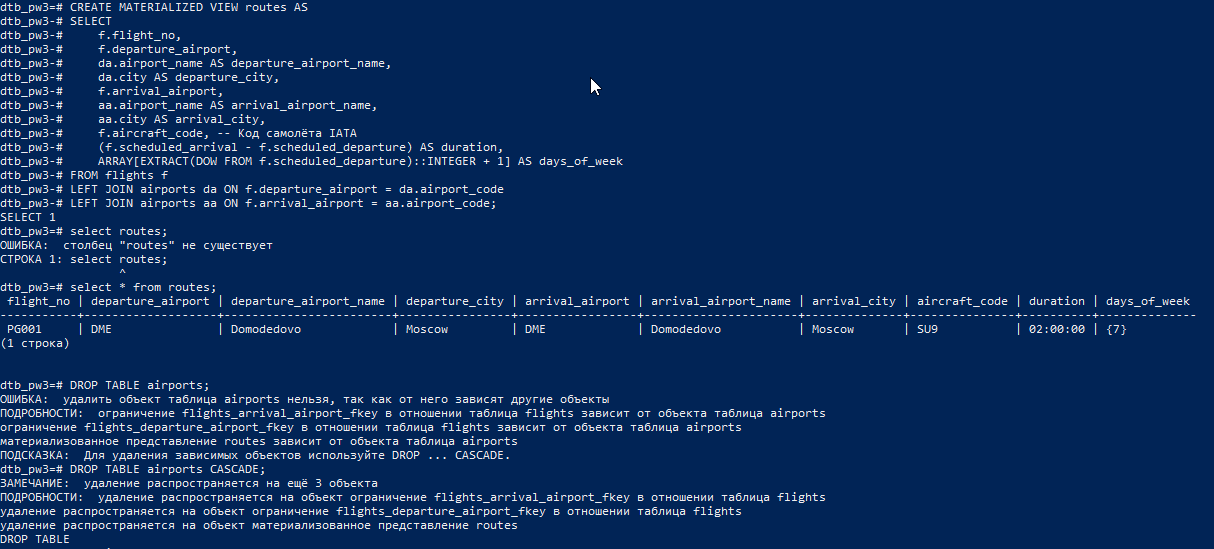 dtb_pw3=# CREATE MATERIALIZED VIEW routes AS
dtb_pw3-# SELECT
dtb_pw3-#     f.flight_no,
dtb_pw3-#     f.departure_airport,
dtb_pw3-#     da.airport_name AS departure_airport_name,
dtb_pw3-#     da.city AS departure_city,
dtb_pw3-#     f.arrival_airport,
dtb_pw3-#     aa.airport_name AS arrival_airport_name,
dtb_pw3-#     aa.city AS arrival_city,
dtb_pw3-#     f.aircraft_code, -- Код самолёта IATA
dtb_pw3-#     (f.scheduled_arrival - f.scheduled_departure) AS duration,
dtb_pw3-#     ARRAY[EXTRACT(DOW FROM f.scheduled_departure)::INTEGER + 1] AS days_of_week
dtb_pw3-# FROM flights f
dtb_pw3-# LEFT JOIN airports da ON f.departure_airport = da.airport_code
dtb_pw3-# LEFT JOIN airports aa ON f.arrival_airport = aa.airport_code;
SELECT 1
dtb_pw3=# select routes;
ОШИБКА:  столбец "routes" не существует
СТРОКА 1: select routes;
                 ^
dtb_pw3=# select * from routes;
 flight_no | departure_airport | departure_airport_name | departure_city | arrival_airport | arrival_airport_name | arrival_city | aircraft_code | duration | days_of_week
-----------+-------------------+------------------------+----------------+-----------------+----------------------+--------------+---------------+----------+--------------
 PG001     | DME               | Domodedovo             | Moscow         | DME             | Domodedovo           | Moscow       | SU9           | 02:00:00 | {7}
(1 строка)
dtb_pw3=# DROP TABLE airports;
ОШИБКА:  удалить объект таблица airports нельзя, так как от него зависят другие объекты
ПОДРОБНОСТИ:  ограничение flights_arrival_airport_fkey в отношении таблица flights зависит от объекта таблица airports
ограничение flights_departure_airport_fkey в отношении таблица flights зависит от объекта таблица airports
материализованное представление routes зависит от объекта таблица airports
ПОДСКАЗКА:  Для удаления зависимых объектов используйте DROP ... CASCADE.
dtb_pw3=# DROP TABLE airports CASCADE;
ЗАМЕЧАНИЕ:  удаление распространяется на ещё 3 объекта
ПОДРОБНОСТИ:  удаление распространяется на объект ограничение flights_arrival_airport_fkey в отношении таблица flights
удаление распространяется на объект ограничение flights_departure_airport_fkey в отношении таблица flights
удаление распространяется на объект материализованное представление routes
DROP TABLE